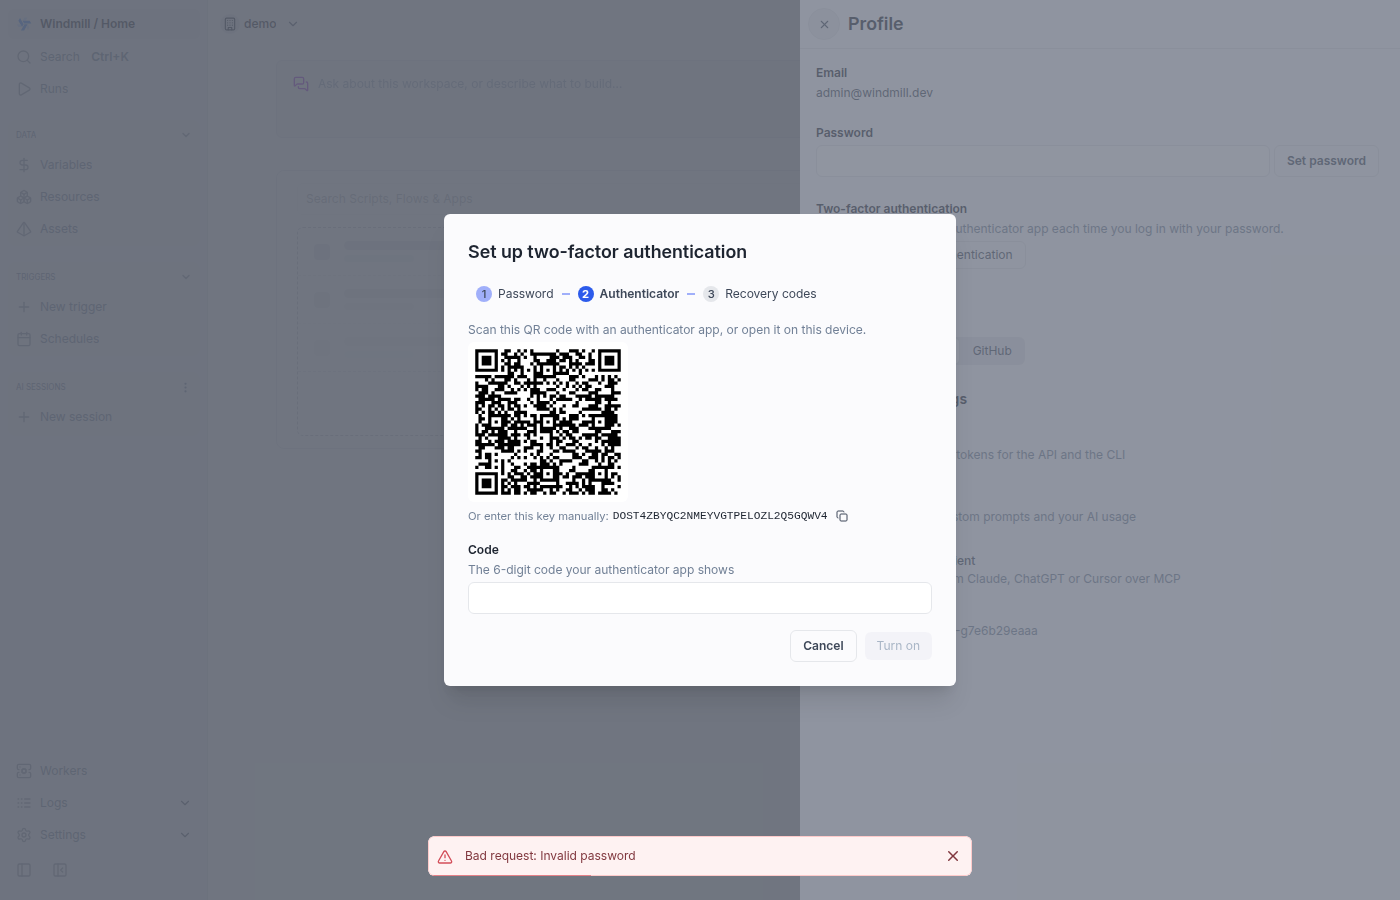 Windmill / Home
demo
Profile
Search Ctrl+K
Runs
Ask about this workspace, or describe what to build...
Email
admin@windmill.dev
Password
Set password
DATA
Variables
Resources
Assets
Search Scripts, Flows & Apps
Two-factor authentication
uthenticator app each time you log in with your password.
entication
TRIGGERS
New trigger
Schedules
GitHub
AI SESSIONS
New session
gs
tokens for the API and the CLI
tom prompts and your AI usage
ent
n Claude, ChatGPT or Cursor over MCP
-g7e6b29eaaa
Set up two-factor authentication
1 Password
2 Authenticator
3 Recovery codes
Scan this QR code with an authenticator app, or open it on this device.
Or enter this key manually: DOST4ZBYQC2NMEYVGTPELOZL2Q5GQWV4
Code
The 6-digit code your authenticator app shows
Cancel
Turn on
Workers
Logs
Settings
Bad request: Invalid password